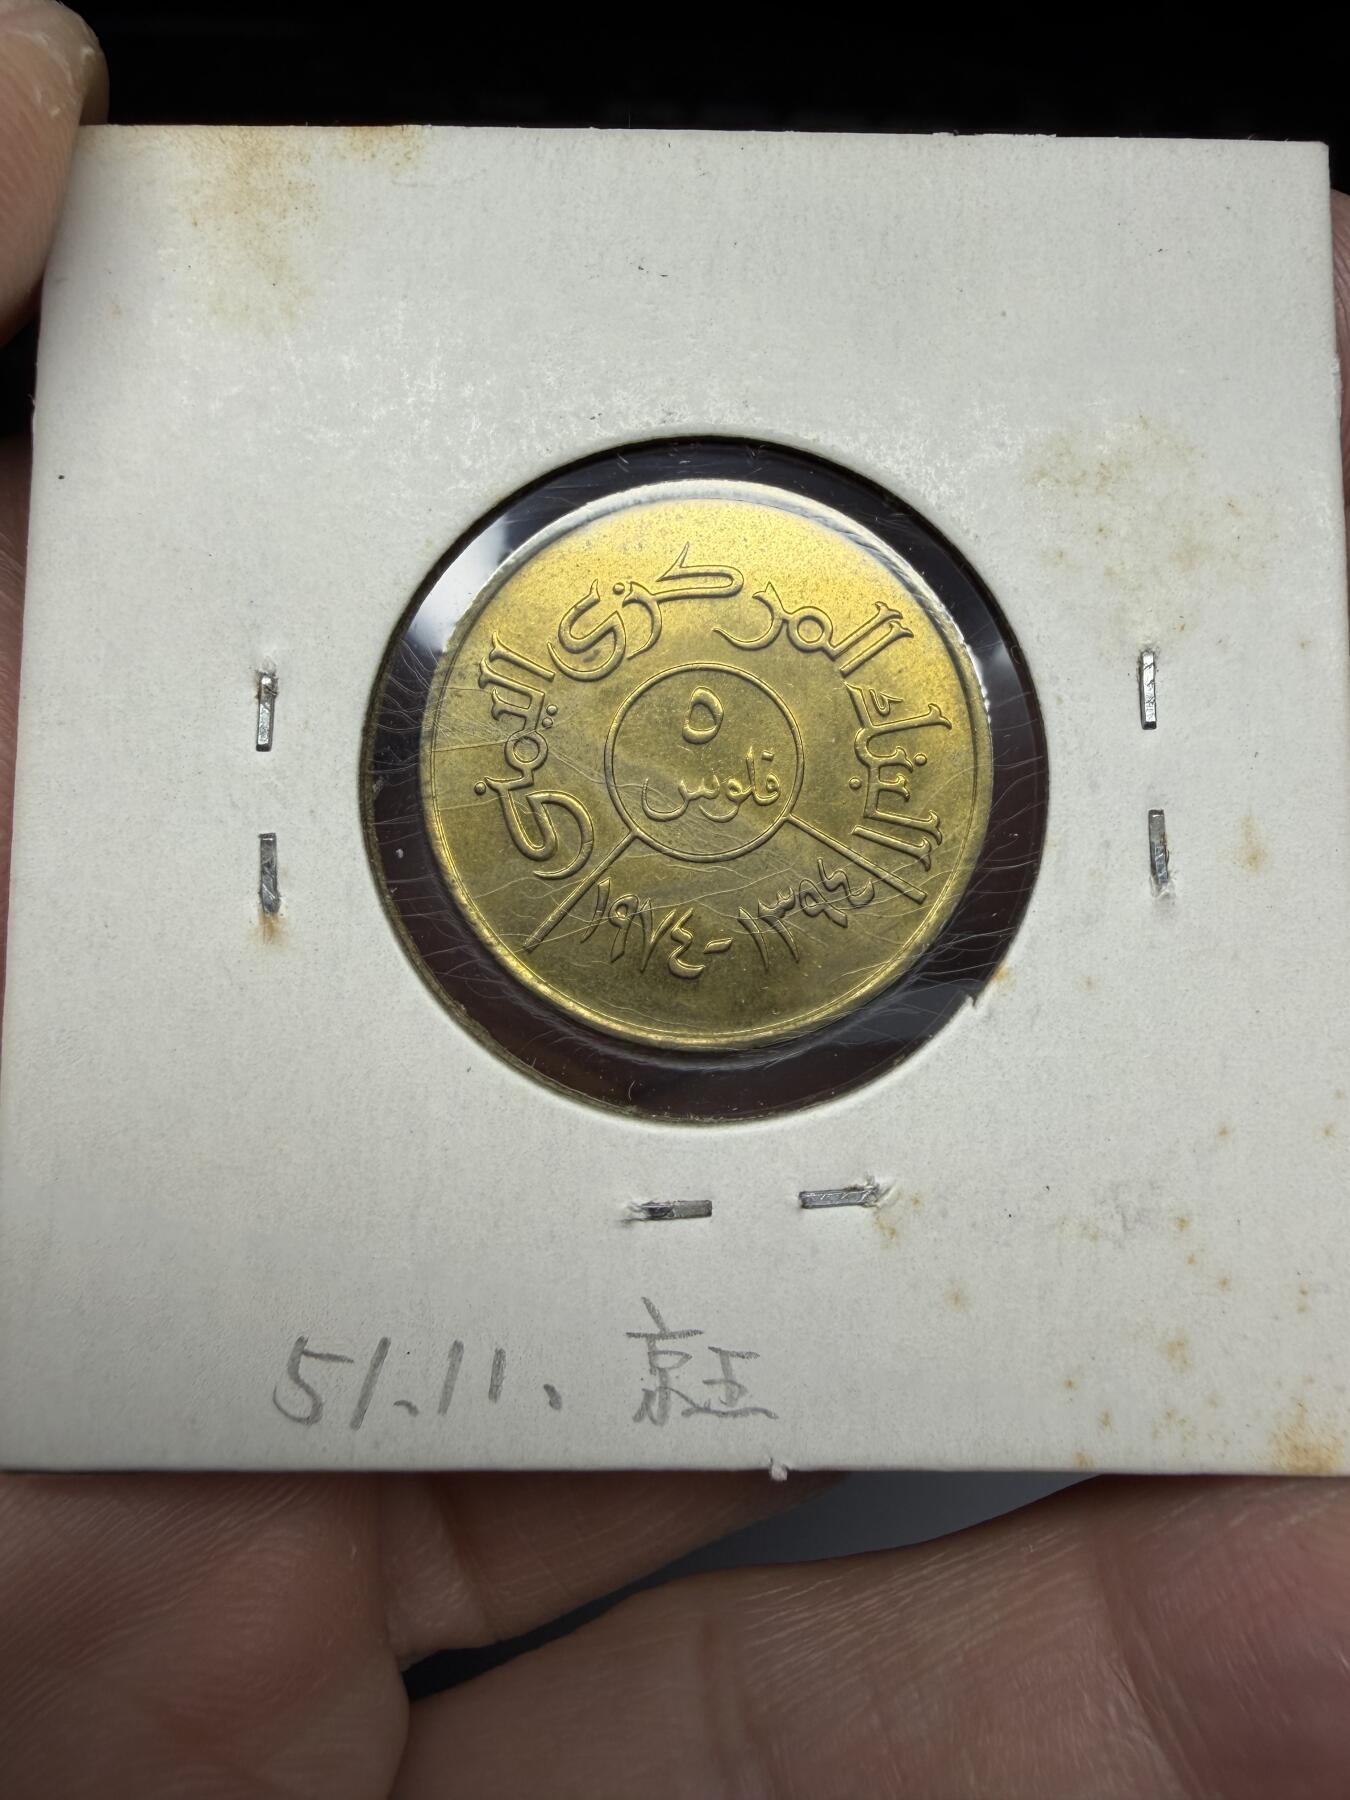 البنك المركزي اليمني
٥
فلوس
١٣٩٤ - ١٩٧٤
51.11.